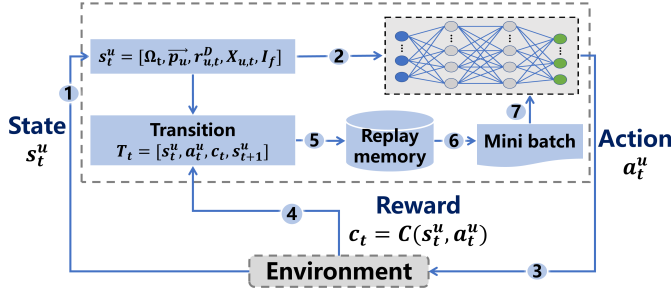 s_t^u = [Ω_t, \overrightarrow{p_u}, r_{u,t}^D, X_{u,t}, I_f]
2
1
State
s_t^u
Transition
T_t = [s_t^u, a_t^u, c_t, s_{t+1}^u]
5
Replay
memory
6
Mini batch
7
Action
a_t^u
4
Reward
c_t = C(s_t^u, a_t^u)
Environment
3